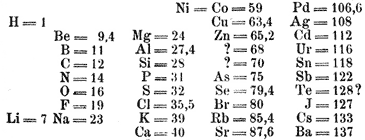 Ni = Co = 59 Pd = 106,6
H = 1 Cu = 63,4 Ag = 108
Be = 9,4 Mg = 24 Zn = 65,2 Cd = 112
B = 11 Al = 27,4 ? = 68 Ur = 116
C = 12 Si = 28 ? = 70 Sn = 118
N = 14 P = 31 As = 75 Sb = 122
O = 16 S = 32 Se = 79,4 Te = 128?
F = 19 Cl = 35,5 Br = 80 J = 127
Li = 7 Na = 23 K = 39 Rb = 85,4 Cs = 133
Ca = 40 Sr = 87,6 Ba = 137